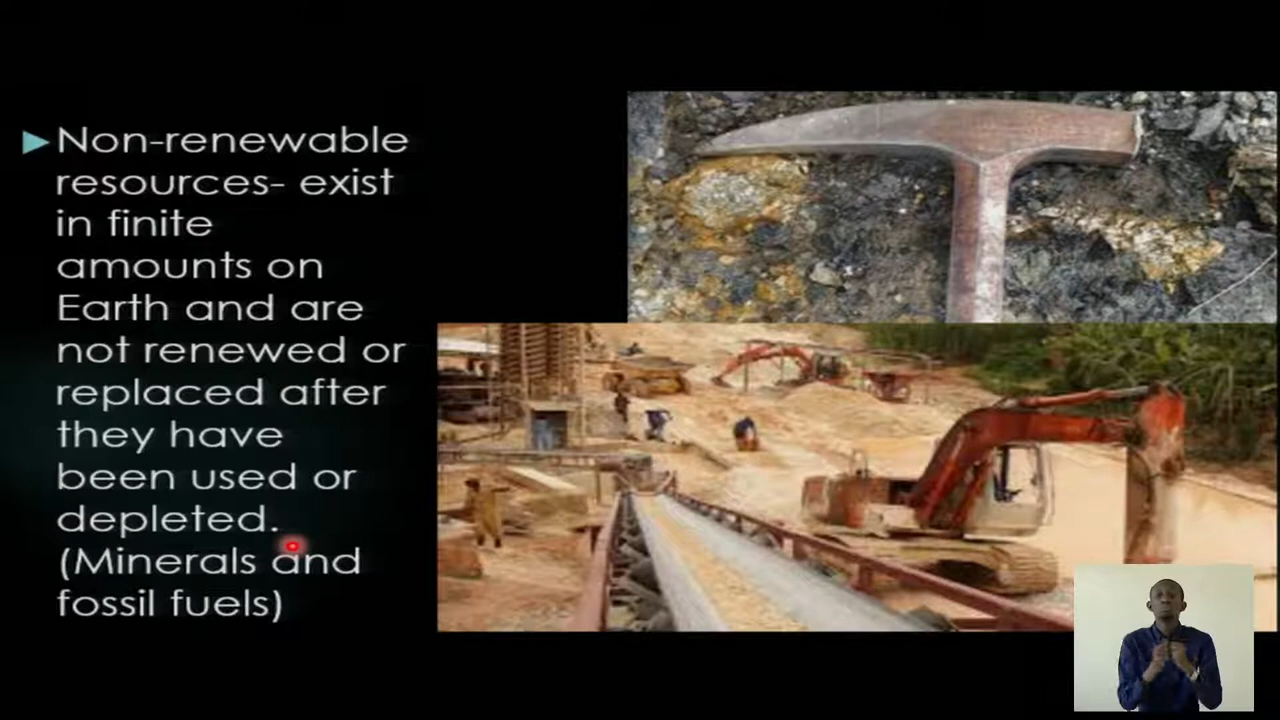 Non-renewable
resources- exist
in finite
amounts on
Earth and are
not renewed or
replaced after
they have
been used or
depleted.
(Minerals and
fossil fuels)